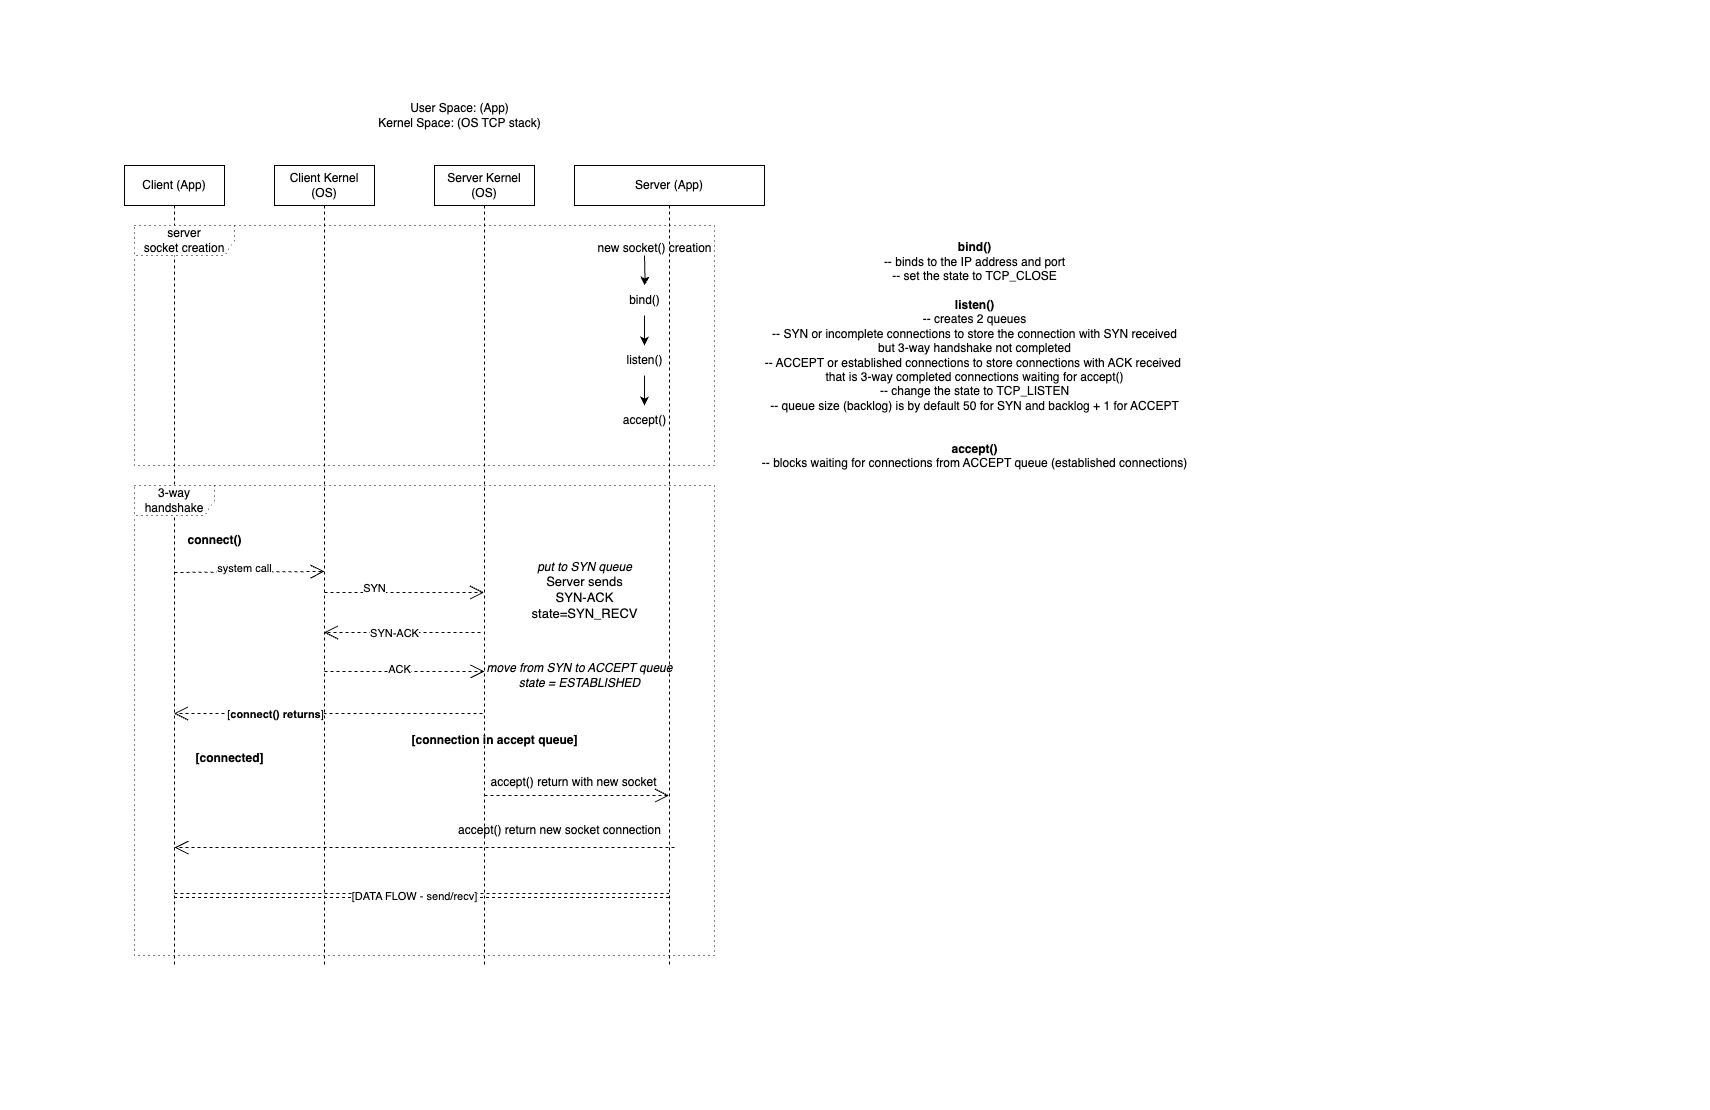 User Space: (App)
Kernel Space: (OS TCP stack)
Client (App)
Client Kernel
(OS)
Server Kernel
(OS)
Server (App)
server
socket creation
new socket() creation
bind()
listen()
accept()
bind()
-- binds to the IP address and port
-- set the state to TCP_CLOSE
listen()
-- creates 2 queues
-- SYN or incomplete connections to store the connection with SYN received
but 3-way handshake not completed
-- ACCEPT or established connections to store connections with ACK received
that is 3-way completed connections waiting for accept()
-- change the state to TCP_LISTEN
-- queue size (backlog) is by default 50 for SYN and backlog + 1 for ACCEPT
accept()
-- blocks waiting for connections from ACCEPT queue (established connections)
3-way
handshake
connect()
system call
SYN
put to SYN queue
Server sends
SYN-ACK
state=SYN_RECV
SYN-ACK
ACK
move from SYN to ACCEPT queue
state = ESTABLISHED
[connect() returns]
[connection in accept queue]
[connected]
accept() return with new socket
accept() return new socket connection
[DATA FLOW - send/recv]